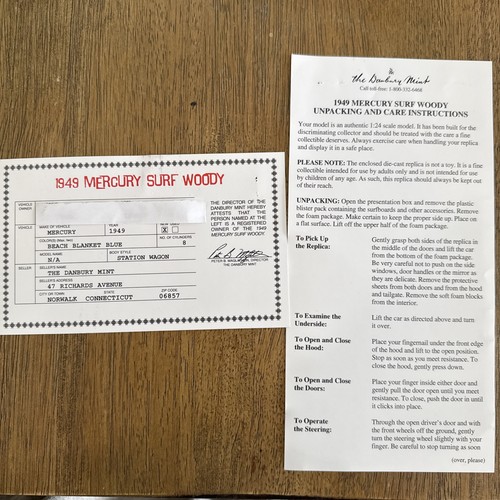 1949 MERCURY SURF WOODY
VEHICLE
OWNER
VEHICLE
MAKE OF VEHICLE
MERCURY
YEAR
1949
X
COLOR(S) (Max. two)
BEACH BLANKET BLUE
NO. OF CYLINDERS
8
MODEL NAME
N/A
BODY STYLE
STATION WAGON
SELLER
SELLER'S NAME
THE DANBURY MINT
SELLER'S ADDRESS
47 RICHARDS AVENUE
CITY OR TOWN
STATE
ZIP CODE
NORWALK CONNECTICUT 06857
THE DIRECTOR OF
THE DANBURY MINT HEREBY
ATTESTS THAT THE
PERSON NAMED AT THE
LEFT IS A REGISTERED
OWNER OF THE 1949
MERCURY SURF WOODY.
THE DANBURY MINT
the Danbury Mint
Call toll free: 1-800-332-6468
1949 MERCURY SURF WOODY
UNPACKING AND CARE INSTRUCTIONS
Your model is an authentic 1:24 scale model. It has been built for the
discriminating collector and should be treated with the care a fine
collectible deserves. Always exercise care when handling your replica
and display it in a safe place.
PLEASE NOTE: The enclosed die-cast replica is not a toy. It is a fine
collectible intended for use by adults only and is not intended for use
by children of any age. As such, this replica should always be kept out
of their reach.
UNPACKING: Open the presentation box and remove the plastic
blister pack containing the surfboards and other accessories. Remove
the foam package. Make certain to keep the proper side up. Place on
a flat surface. Lift off the upper half of the foam package.
To Pick Up
the Replica:
Gently grasp both sides of the replica
in the middle of the doors and lift the car
from the bottom of the foam package.
Be very careful not to push on the side
windows, door handles or the mirror as
they are delicate. Remove the protective
sheets from both doors and from the hood
and tailgate. Remove the soft foam blocks
from the interior.
To Examine the
Underside:
Lift the car as directed above and turn
it over.
To Open and Close
the Hood:
Place your fingernail under the front edge
of the hood and lift to the open position.
Stop as soon as you meet resistance. To
close the hood, gently press down.
To Open and Close
the Doors:
Place your finger inside either door and
gently pull the door open until you meet
resistance. To close, push the door in until
it clicks into place.
To Operate
the Steering:
Through the open driver's door and with
the front wheels off the ground, gently
turn the steering wheel slightly with your
finger. Be careful to stop turning as soon
(over, please)